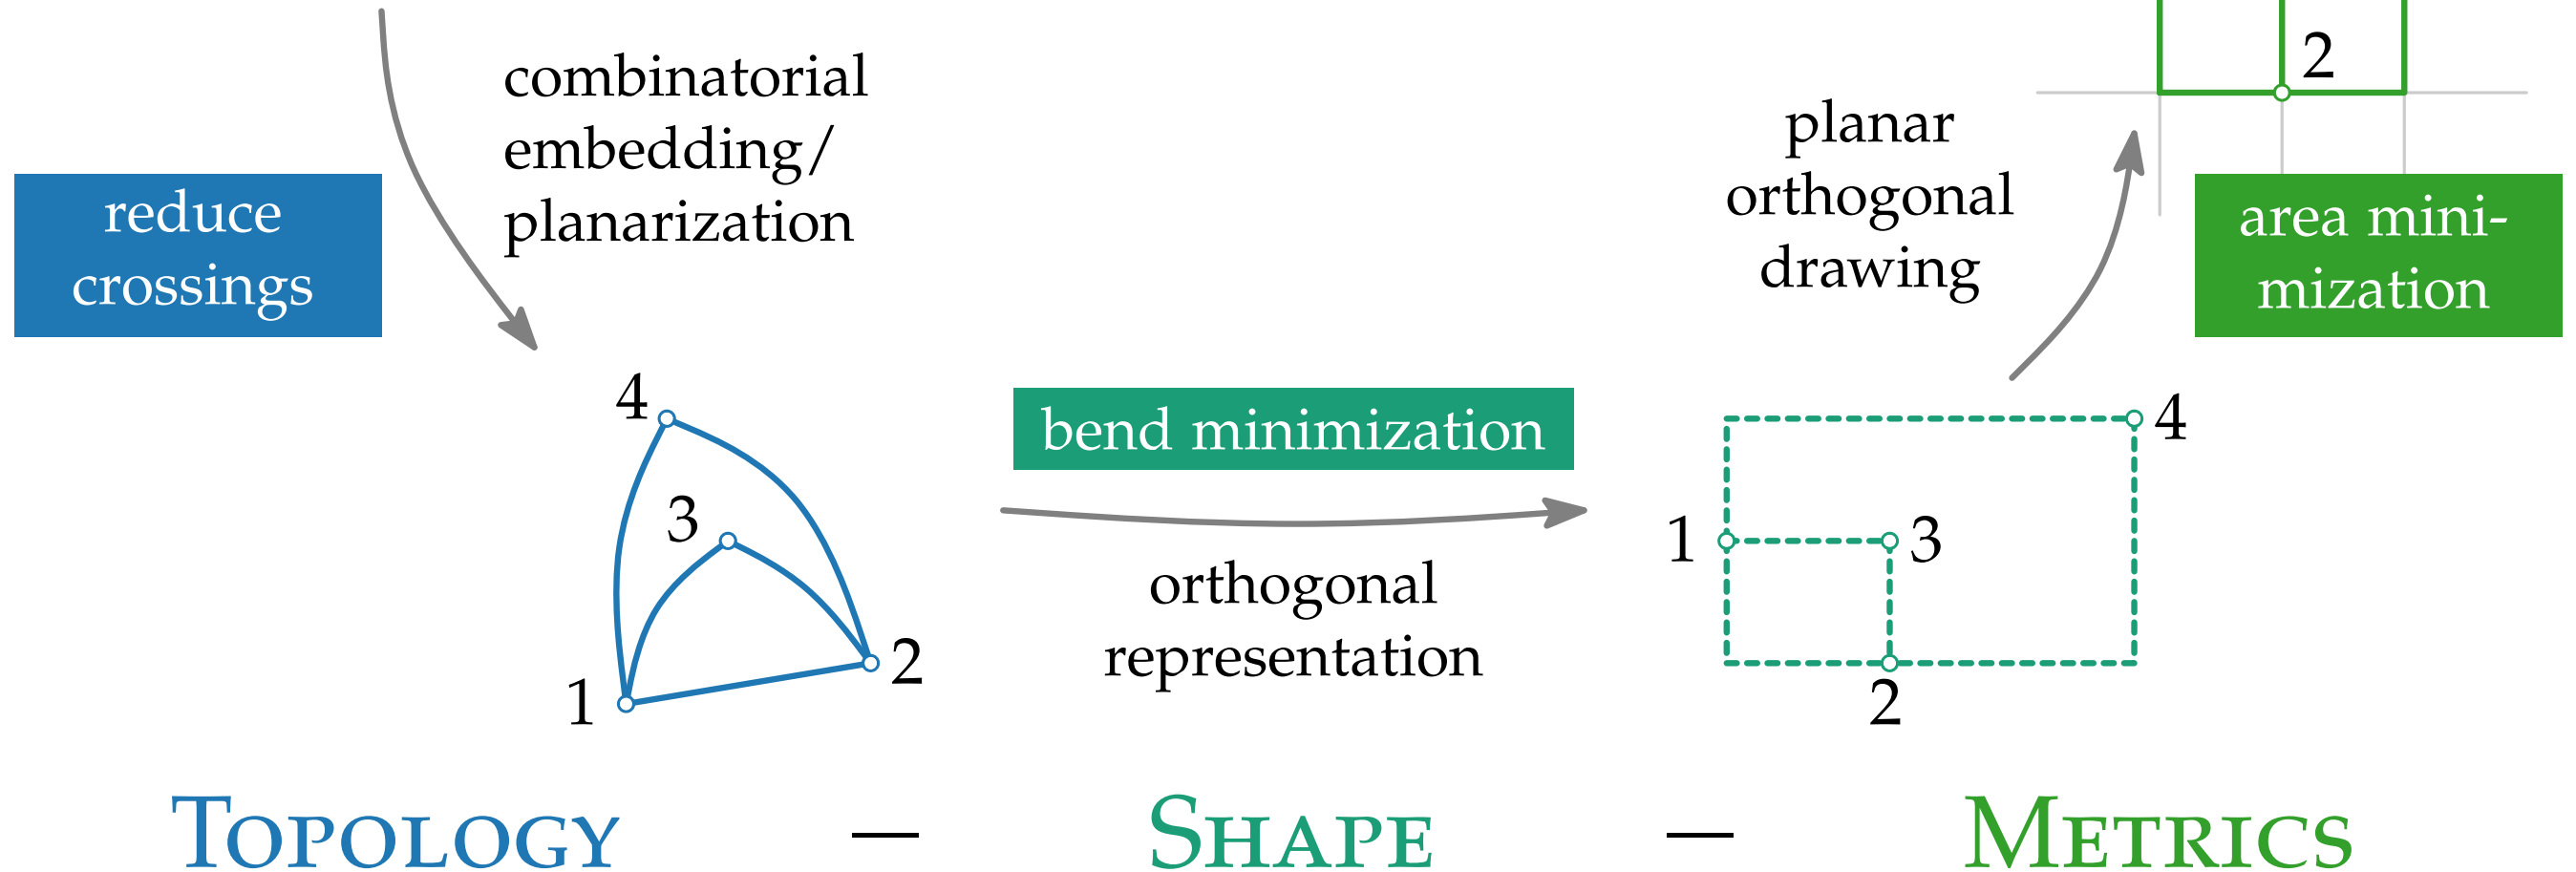 combinatorial
embedding/
planarization
reduce
crossings
planar
orthogonal
drawing
2
area mini-
mization
4
3
1
2
bend minimization
orthogonal
representation
4
1
3
2
TOPOLOGY — SHAPE — METRICS